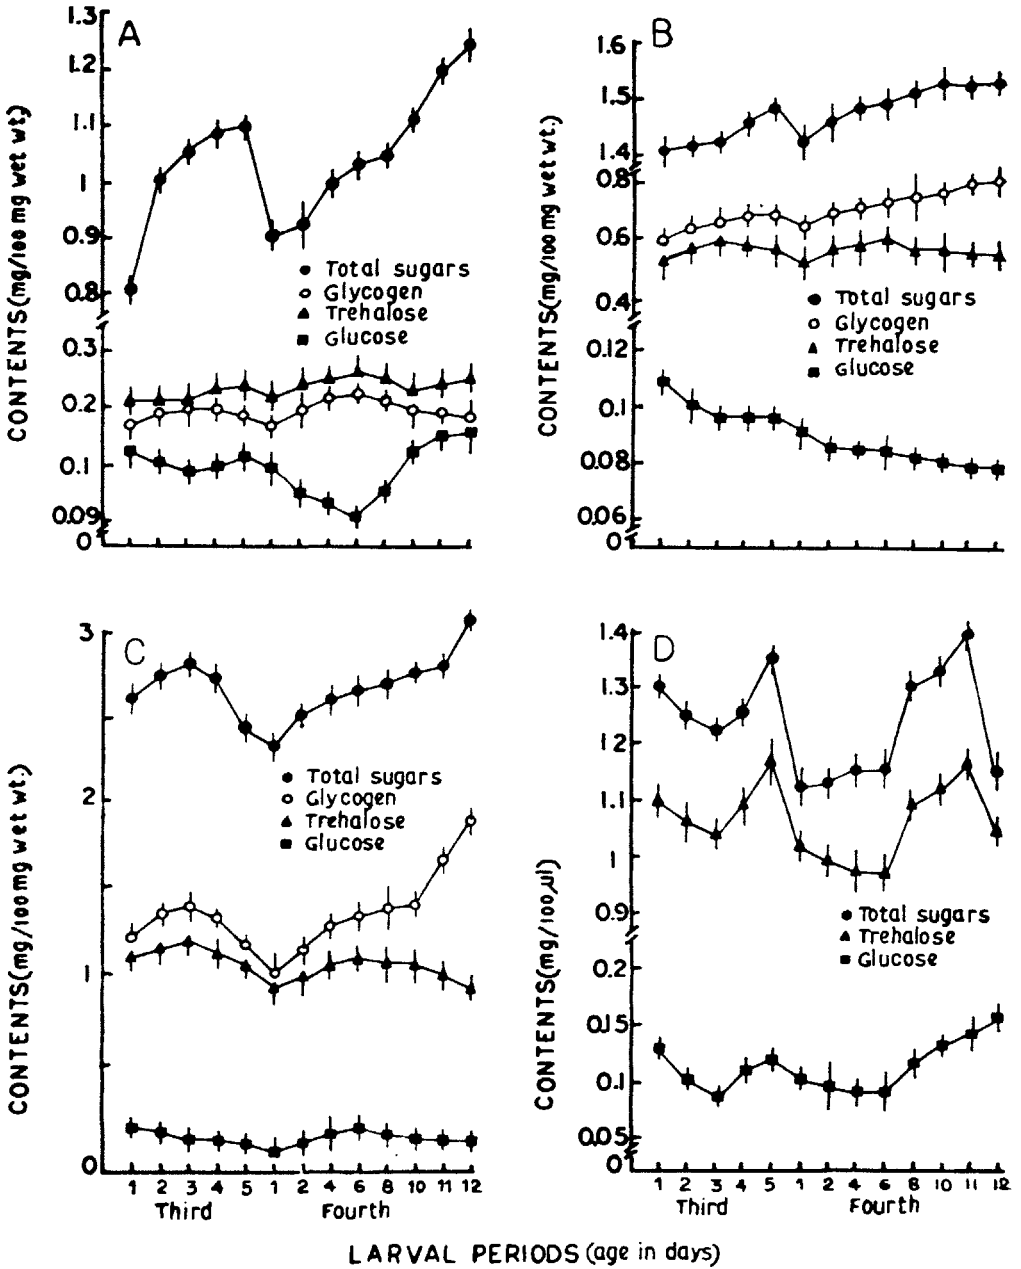 A
CONTENTS (mg/100 mg wet wt.)
1.3
1.2
1.1
1
0.9
0.8
0.3
0.2
0.1
0.09
0
Total sugars
Glycogen
Trehalose
Glucose
B
CONTENTS (mg/100mg wet wt.)
1.6
1.5
1.4
0.8
0.6
0.4
0.12
0.1
0.08
0.06
0
Total sugars
Glycogen
Trehalose
Glucose
C
CONTENTS (mg/100 mg wet wt.)
3
2
1
0
Total sugars
Glycogen
Trehalose
Glucose
1 2 3 4 5 1 2 4 6 8 10 11 12
Third Fourth
D
CONTENTS (mg/100 µl)
1.4
1.3
1.2
1.1
1
0.9
0.2
0.15
0.1
0.05
0
Total sugars
Trehalose
Glucose
1 2 3 4 5 1 2 4 6 8 10 11 12
Third Fourth
LARVAL PERIODS (age in days)